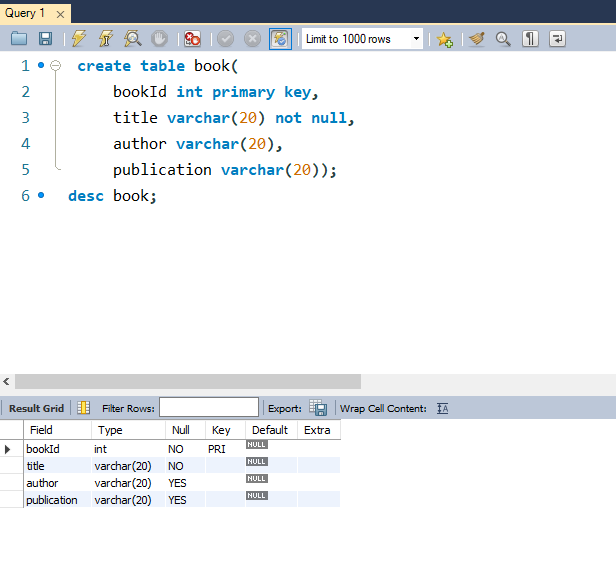 Query 1
Limit to 1000 rows
1 create table book(
2 bookId int primary key,
3 title varchar(20) not null,
4 author varchar(20),
5 publication varchar(20));
6 desc book;
Result Grid Filter Rows: Export: Wrap Cell Content:
Field Type Null Key Default Extra
bookId int NO PRI NULL
title varchar(20) NO NULL
author varchar(20) YES NULL
publication varchar(20) YES NULL